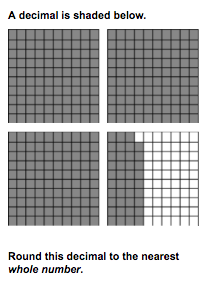 A decimal is shaded below.
Round this decimal to the nearest
whole number.